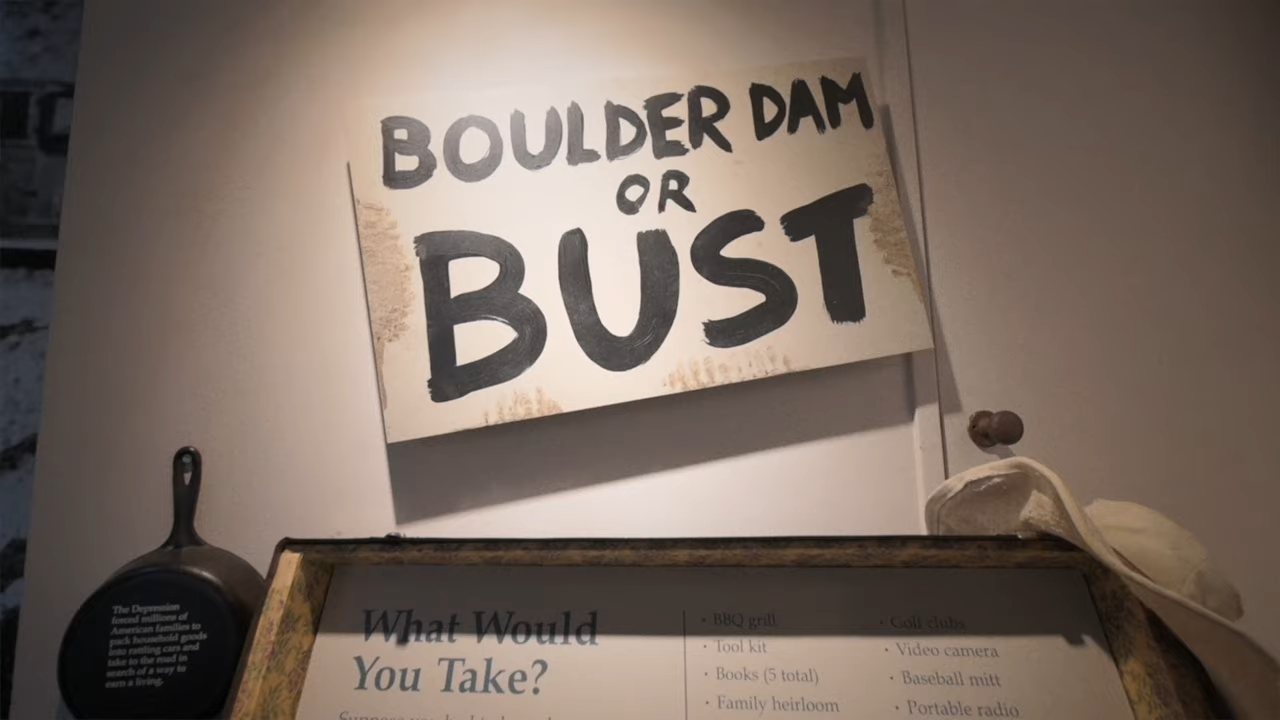 BOULDER DAM
OR
BUST
The Depression
forced millions of
American families to
pack household goods
into rattling cars and
take to the road in
search of a way to
earn a living.
What Would
You Take?
· BBQ grill
· Tool kit
· Books (5 total)
· Family heirloom
· Golf clubs
· Video camera
· Baseball mitt
· Portable radio